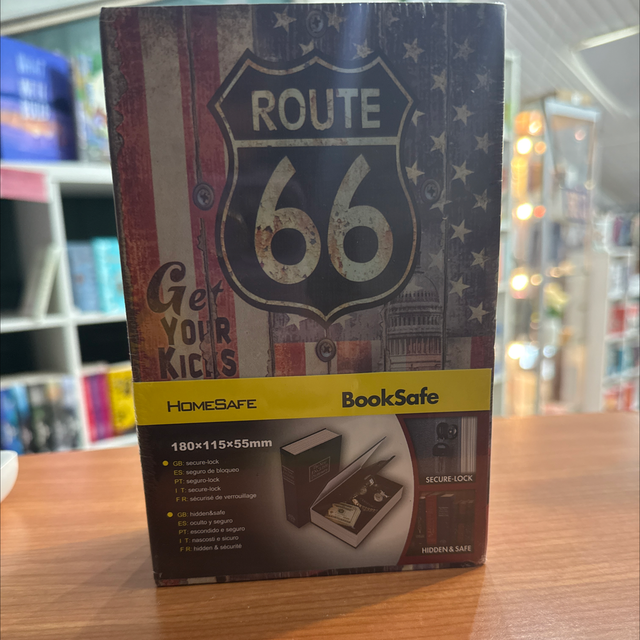 ROUTE
66
Get
YOUR
KICKS
HOMESAFE
BookSafe
180×115×55mm
GB: secure-lock
ES: seguro de bloqueo
PT: seguro-lock
I T: secure-lock
F R: sécurisé de verrouillage
GB: hidden&safe
ES: oculto y seguro
PT: escondido e seguro
I T: nascosti e sicuro
F R: hidden & sécurité
SECURE-LOCK
HIDDEN & SAFE